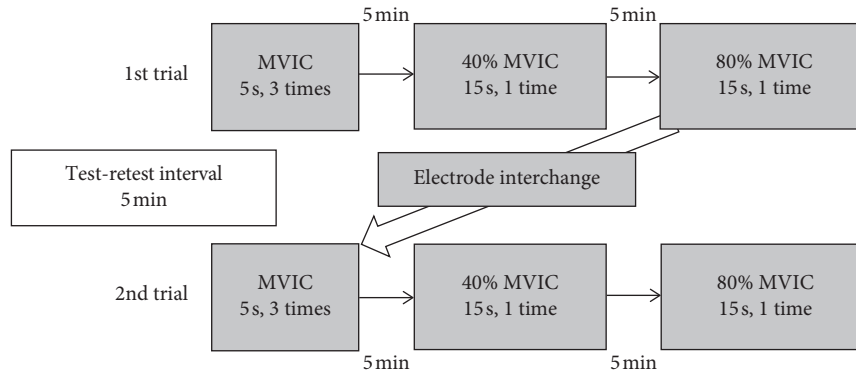 5 min
5 min
1st trial
MVIC
5 s, 3 times
40% MVIC
15 s, 1 time
80% MVIC
15 s, 1 time
Test-retest interval
5 min
Electrode interchange
2nd trial
MVIC
5 s, 3 times
40% MVIC
15 s, 1 time
80% MVIC
15 s, 1 time
5 min
5 min